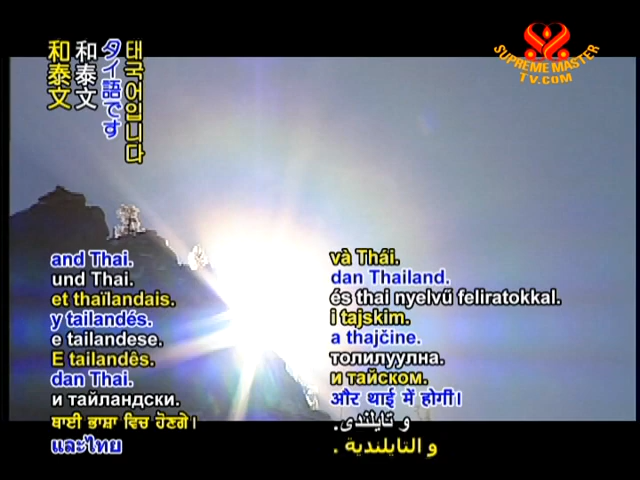 和泰文
和泰文
タイ語です
태국어입니다
SUPREME MASTER
TV.COM
and Thai.
und Thai.
et thaïlandais.
y tailandés.
e tailandese.
E tailandês.
dan Thai.
и тайландски.
ਥਾਈ ਭਾਸ਼ਾ ਵਿਚ ਹੋਣਗੇ।
และไทย
và Thái.
dan Thailand.
és thai nyelvű feliratokkal.
i tajskim.
a thajčine.
толилуулна.
и тайском.
और थाई में होगीं।
و تایلندی.
و التايلندية .